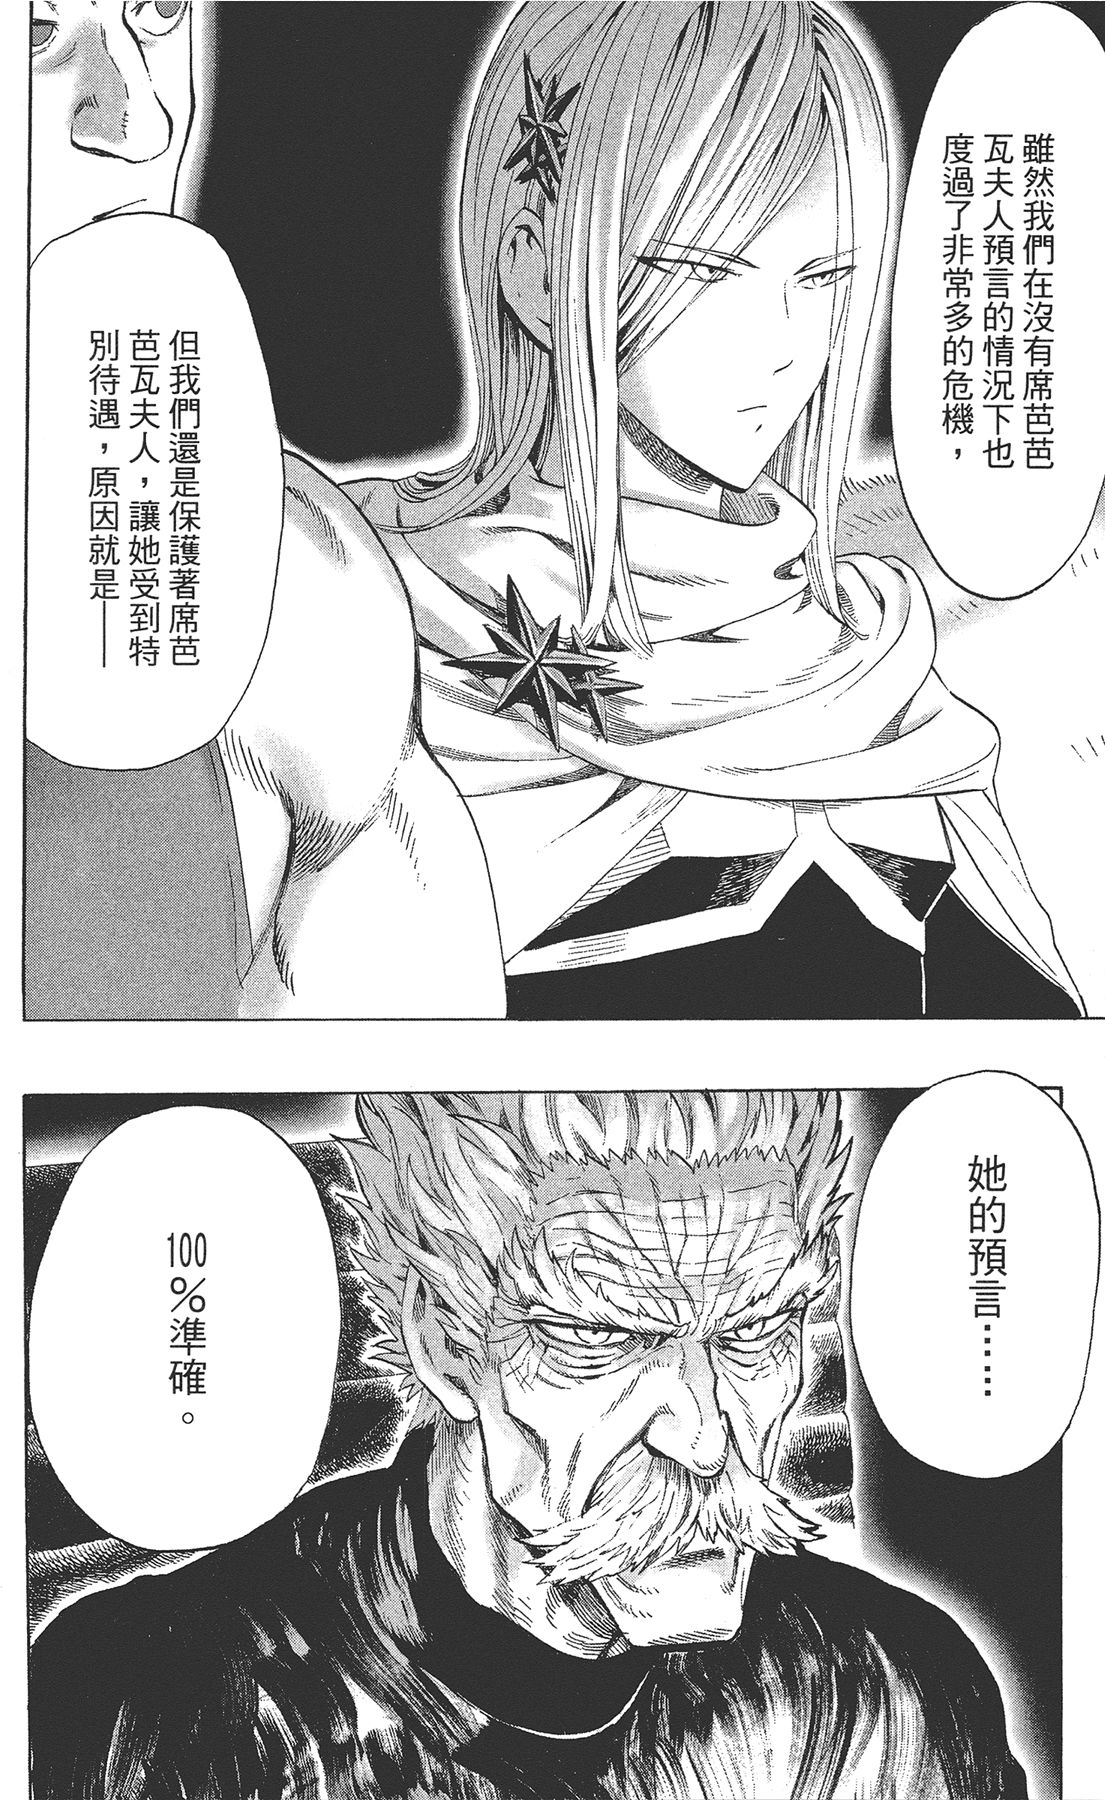 雖然我們在沒有席芭芭
瓦夫人預言的情況下也
度過了非常多的危機，
但我們還是保護著席芭
芭瓦夫人，讓她受到特
別待遇，原因就是——
她的預言……
100%準確。